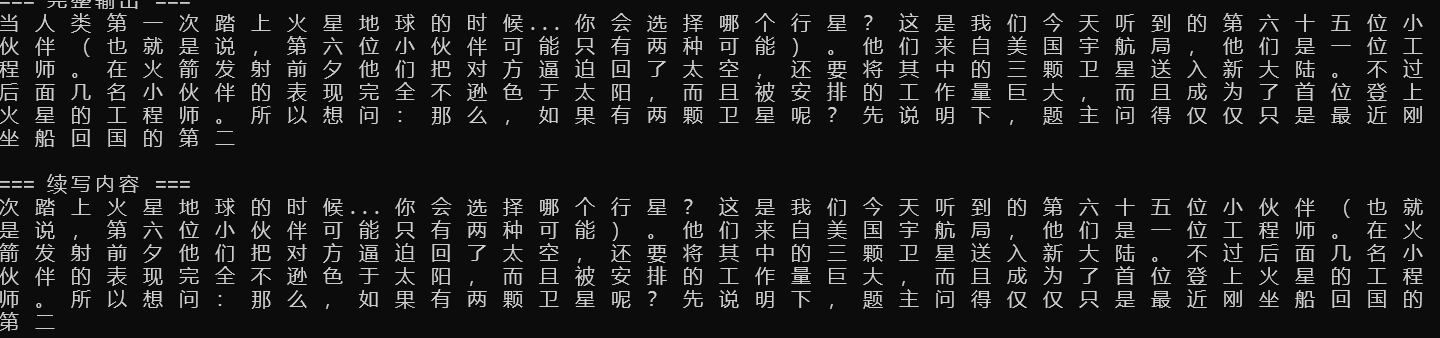 === 完整输出 ===
当 人 类 第 一 次 踏 上 火 星 地 球 的 时 候... 你 会 选 择 哪 个 行 星 ? 这 是 我 们 今 天 听 到 的 第 六 十 五 位 小
伙 伴 ( 也 就 是 说 , 第 六 位 小 伙 伴 可 能 只 有 两 种 可 能 ) 。 他 们 来 自 美 国 宇 航 局 , 他 们 是 一 位 工
程 师 。 在 火 箭 发 射 前 夕 他 们 把 对 方 逼 迫 回 了 太 空 , 还 要 将 其 中 的 三 颗 卫 星 送 入 新 大 陆 。 不 过
后 面 几 名 小 伙 伴 的 表 现 完 全 不 逊 色 于 太 阳 , 而 且 被 安 排 的 工 作 量 巨 大 , 而 且 成 为 了 首 位 登 上
火 星 的 工 程 师 。 所 以 想 问 : 那 么 , 如 果 有 两 颗 卫 星 呢 ? 先 说 明 下 , 题 主 问 得 仅 仅 只 是 最 近 刚
坐 船 回 国 的 第 二
=== 续写内容 ===
次 踏 上 火 星 地 球 的 时 候... 你 会 选 择 哪 个 行 星 ? 这 是 我 们 今 天 听 到 的 第 六 十 五 位 小 伙 伴 ( 也 就
是 说 , 第 六 位 小 伙 伴 可 能 只 有 两 种 可 能 ) 。 他 们 来 自 美 国 宇 航 局 , 他 们 是 一 位 工 程 师 。 在 火
箭 发 射 前 夕 他 们 把 对 方 逼 迫 回 了 太 空 , 还 要 将 其 中 的 三 颗 卫 星 送 入 新 大 陆 。 不 过 后 面 几 名 小
伙 伴 的 表 现 完 全 不 逊 色 于 太 阳 , 而 且 被 安 排 的 工 作 量 巨 大 , 而 且 成 为 了 首 位 登 上 火 星 的 工 程
师 。 所 以 想 问 : 那 么 , 如 果 有 两 颗 卫 星 呢 ? 先 说 明 下 , 题 主 问 得 仅 仅 只 是 最 近 刚 坐 船 回 国 的
第 二